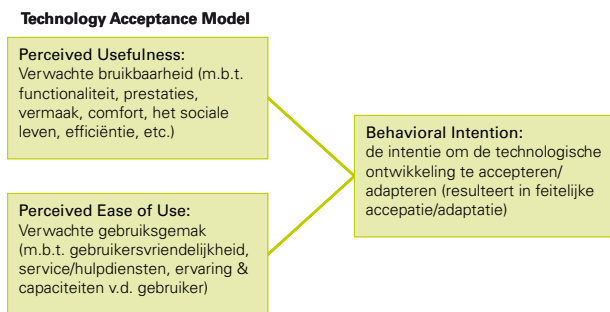 Technology Acceptance Model
Perceived Usefulness:
Verwachte bruikbaarheid (m.b.t.
functionaliteit, prestaties,
vermaak, comfort, het sociale
leven, efficiëntie, etc.)
Behavioral Intention:
de intentie om de technologische
ontwikkeling te accepteren/
adapteren (resulteert in feitelijke
accepatie/adaptatie)
Perceived Ease of Use:
Verwachte gebruiksgemak
(m.b.t. gebruikersvriendelijkheid,
service/hulpdiensten, ervaring &
capaciteiten v.d. gebruiker)